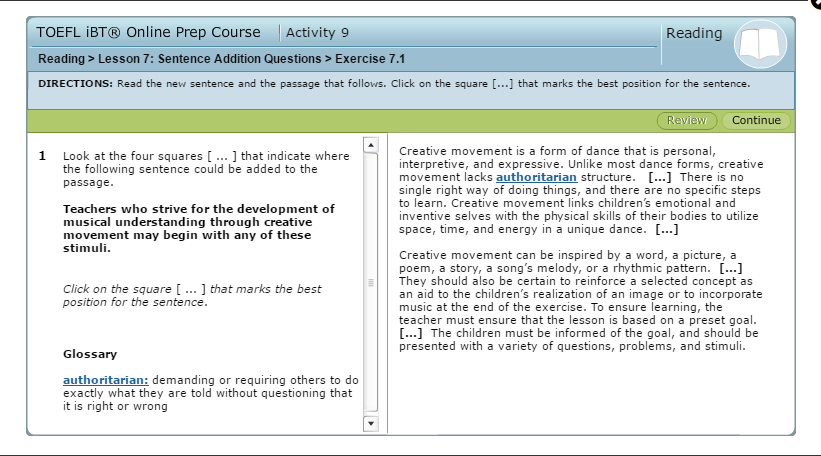 TOEFL iBT® Online Prep Course | Activity 9
Reading
Reading > Lesson 7: Sentence Addition Questions > Exercise 7.1
DIRECTIONS: Read the new sentence and the passage that follows. Click on the square [...] that marks the best position for the sentence.
Review
Continue
1 Look at the four squares [ ... ] that indicate where
the following sentence could be added to the
passage.
Teachers who strive for the development of
musical understanding through creative
movement may begin with any of these
stimuli.
Click on the square [ ... ] that marks the best
position for the sentence.
Glossary
authoritarian: demanding or requiring others to do
exactly what they are told without questioning that
it is right or wrong
Creative movement is a form of dance that is personal,
interpretive, and expressive. Unlike most dance forms, creative
movement lacks authoritarian structure. [...] There is no
single right way of doing things, and there are no specific steps
to learn. Creative movement links children's emotional and
inventive selves with the physical skills of their bodies to utilize
space, time, and energy in a unique dance. [...]
Creative movement can be inspired by a word, a picture, a
poem, a story, a song's melody, or a rhythmic pattern. [...]
They should also be certain to reinforce a selected concept as
an aid to the children's realization of an image or to incorporate
music at the end of the exercise. To ensure learning, the
teacher must ensure that the lesson is based on a preset goal.
[...] The children must be informed of the goal, and should be
presented with a variety of questions, problems, and stimuli.